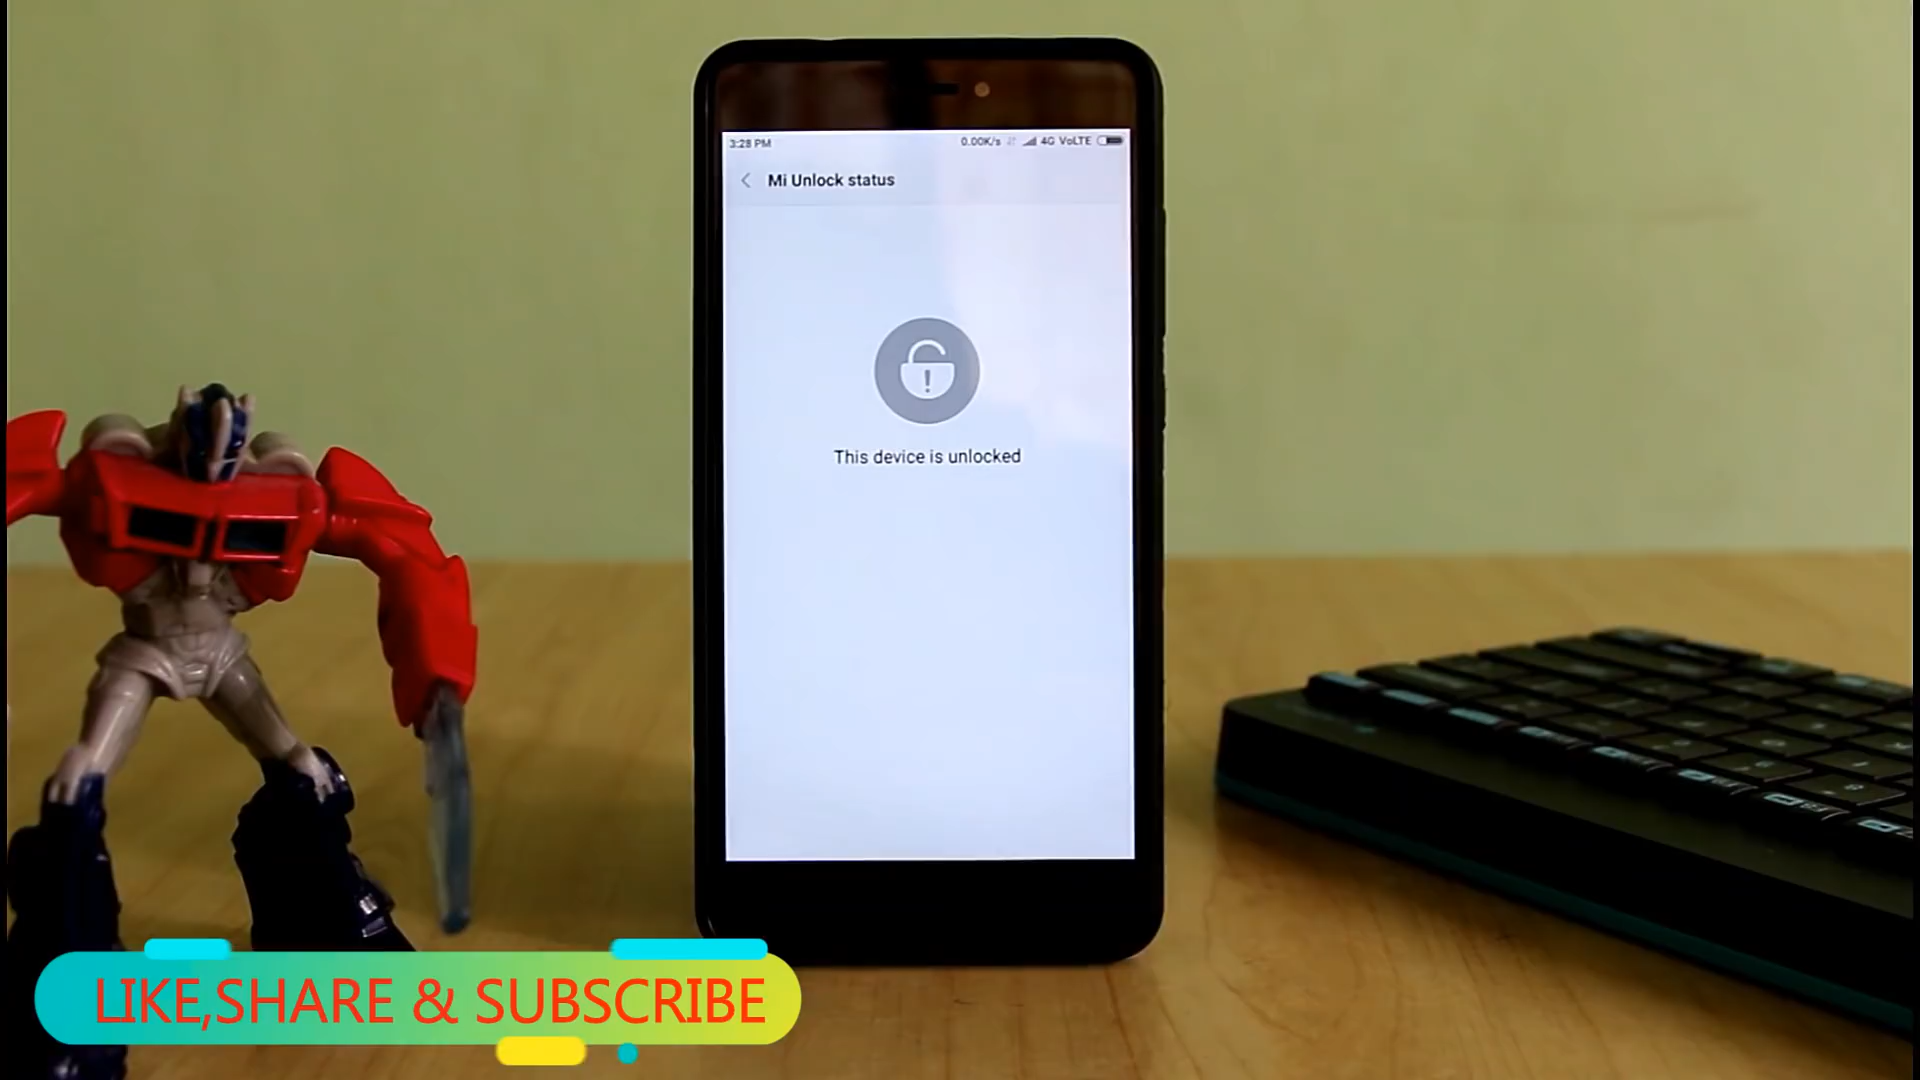 3:28 PM
0.00K/s 4G VoLTE
Mi Unlock status
This device is unlocked
LIKE,SHARE & SUBSCRIBE